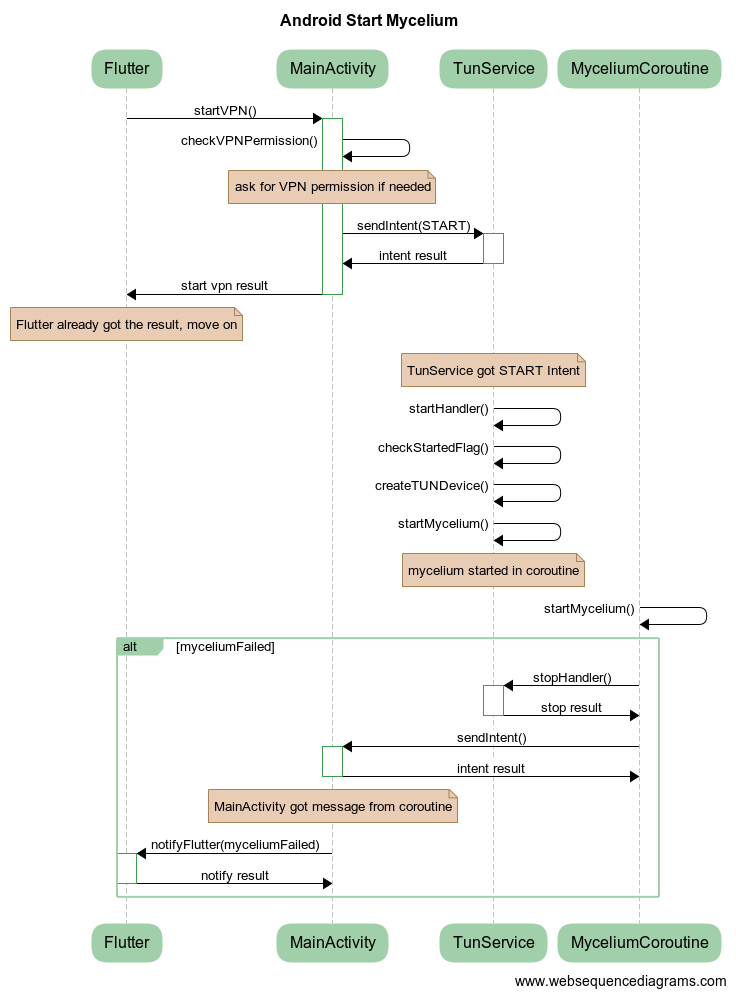 Android Start Mycelium
Flutter MainActivity TunService MyceliumCoroutine
startVPN()
checkVPNPermission()
ask for VPN permission if needed
sendIntent(START)
intent result
start vpn result
Flutter already got the result, move on
TunService got START Intent
startHandler()
checkStartedFlag()
createTUNDevice()
startMycelium()
mycelium started in coroutine
startMycelium()
alt [myceliumFailed]
stopHandler()
stop result
sendIntent()
intent result
MainActivity got message from coroutine
notifyFlutter(myceliumFailed)
notify result
Flutter MainActivity TunService MyceliumCoroutine
www.websequencediagrams.com